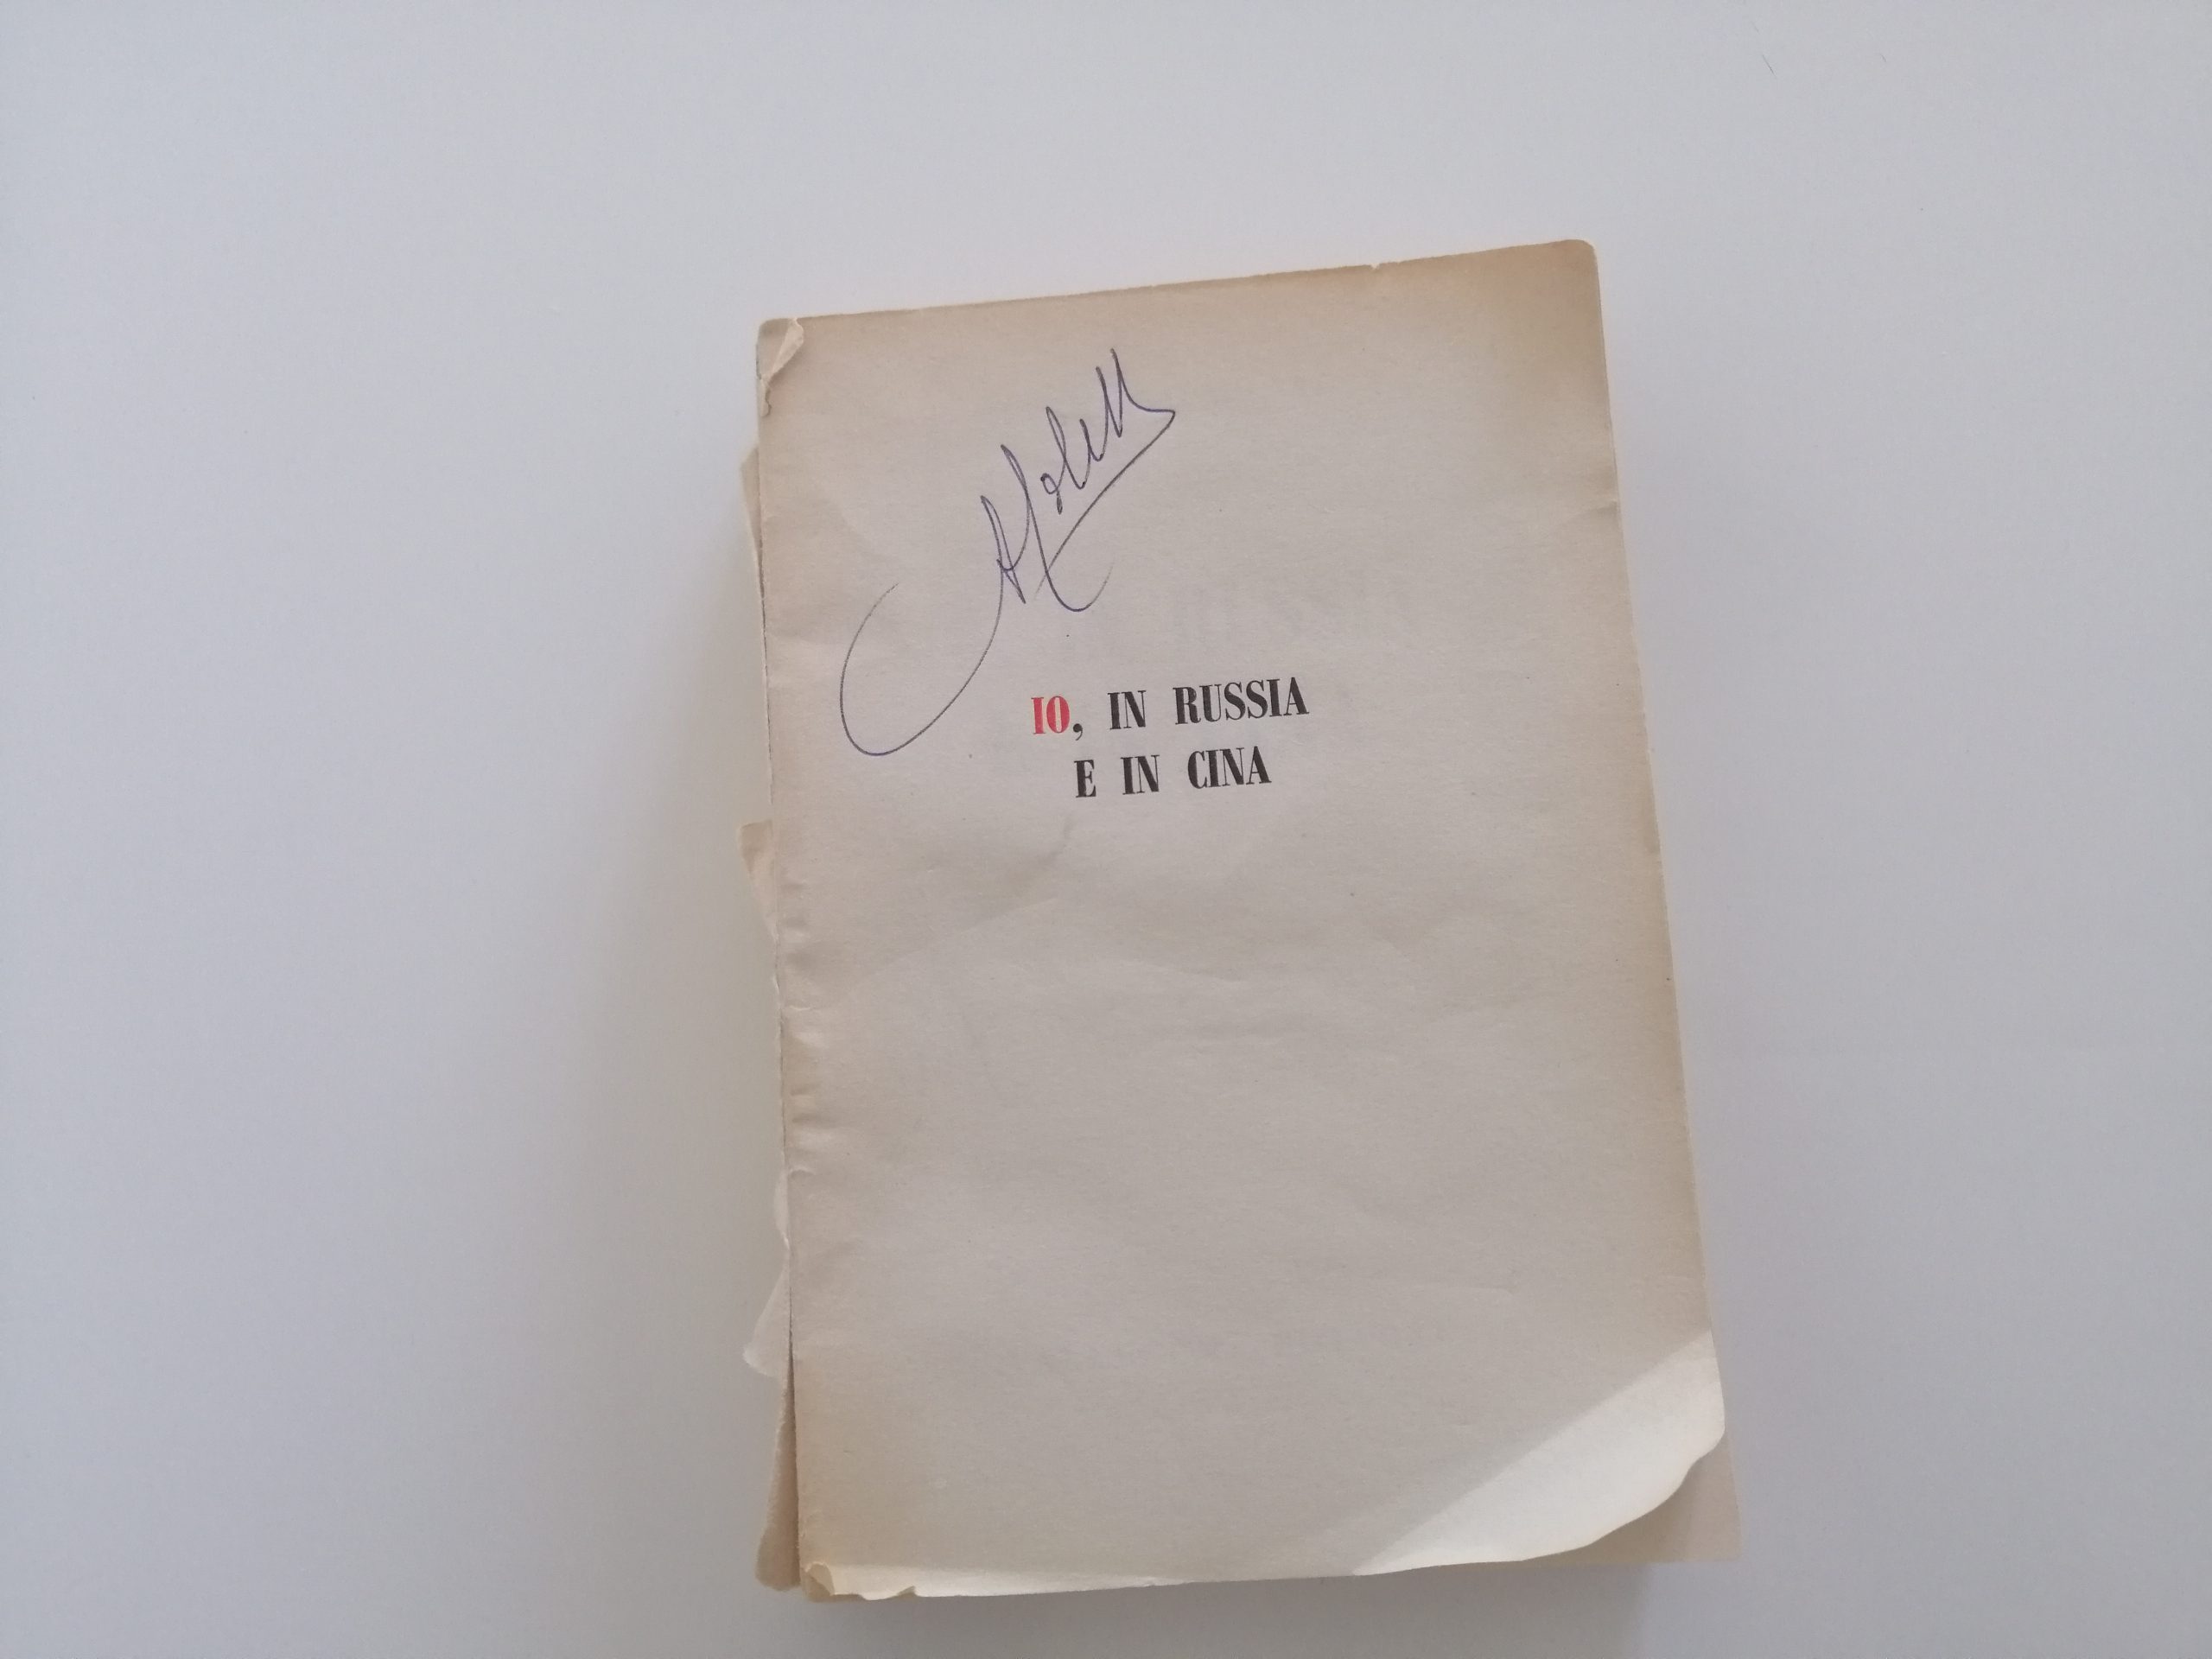 IO, IN RUSSIA
E IN CINA